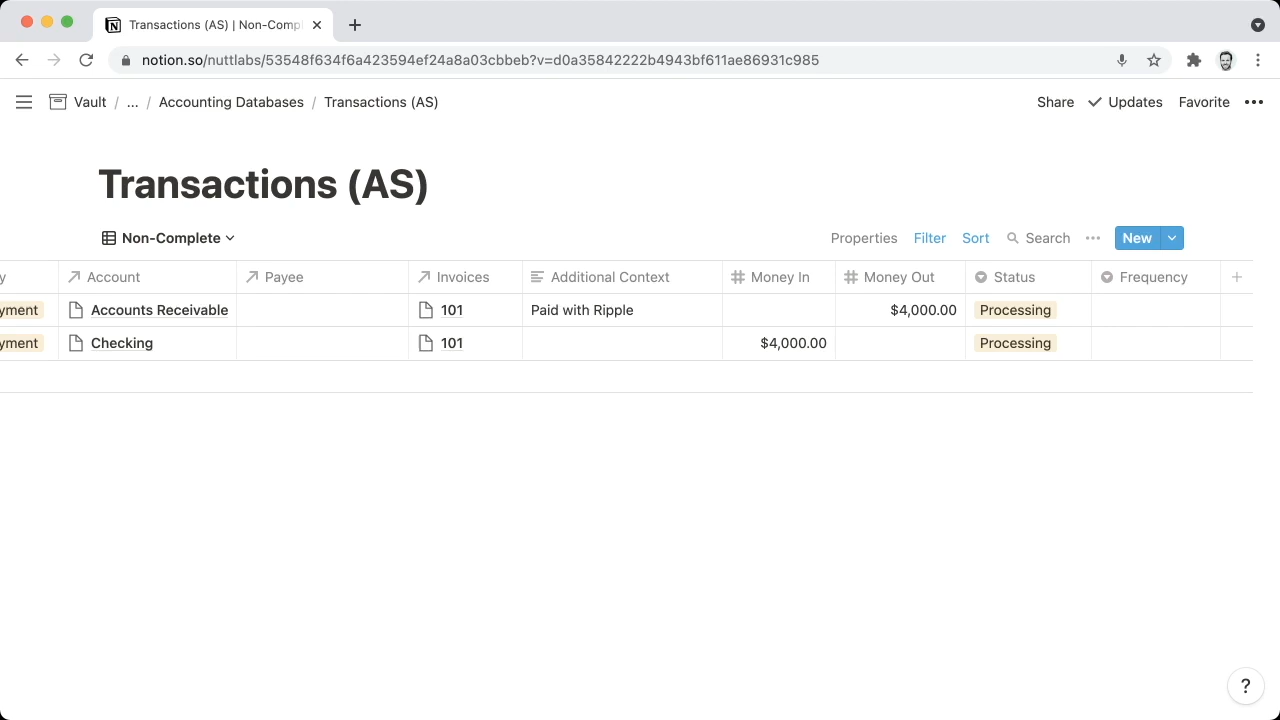 Transactions (AS) | Non-Comp
notion.so/nuttlabs/53548f634f6a423594ef24a8a03cbbeb?v=d0a35842222b4943bf611ae86931c985
Vault / ... / Accounting Databases / Transactions (AS) Share Updates Favorite
Transactions (AS)
Non-Complete Properties Filter Sort Search New
y Account Payee Invoices Additional Context Money In Money Out Status Frequency
yment Accounts Receivable 101 Paid with Ripple $4,000.00 Processing
yment Checking 101 $4,000.00 Processing
?